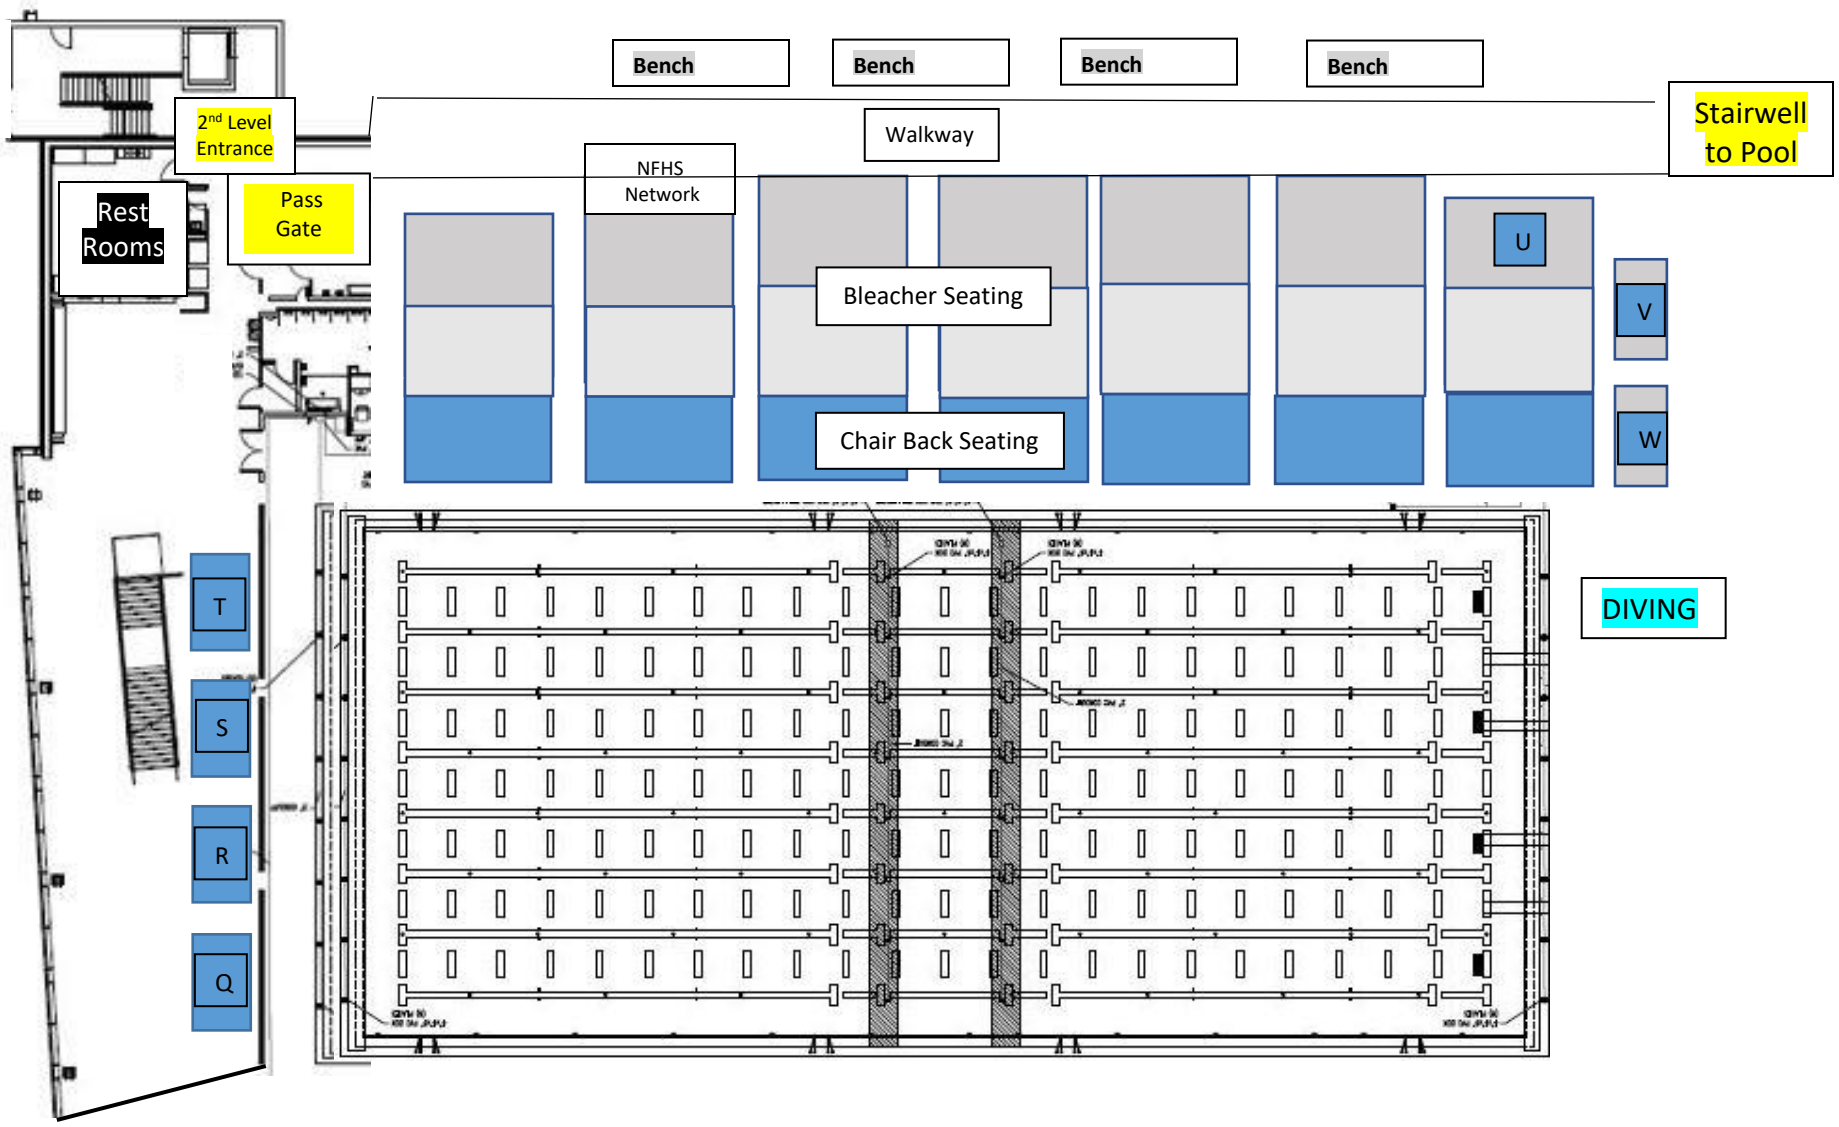 Bench
Bench
Bench
Bench
Stairwell
to Pool
2nd Level
Entrance
Walkway
NFHS
Network
Rest
Rooms
Pass
Gate
U
Bleacher Seating
V
Chair Back Seating
W
T
DIVING
S
R
Q